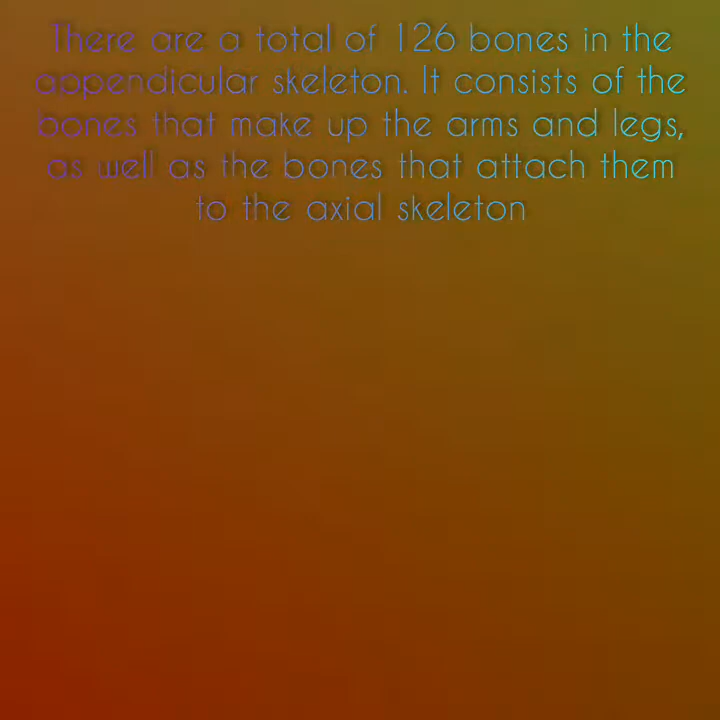 There are a total of 126 bones in the
appendicular skeleton. It consists of the
bones that make up the arms and legs,
as well as the bones that attach them
to the axial skeleton